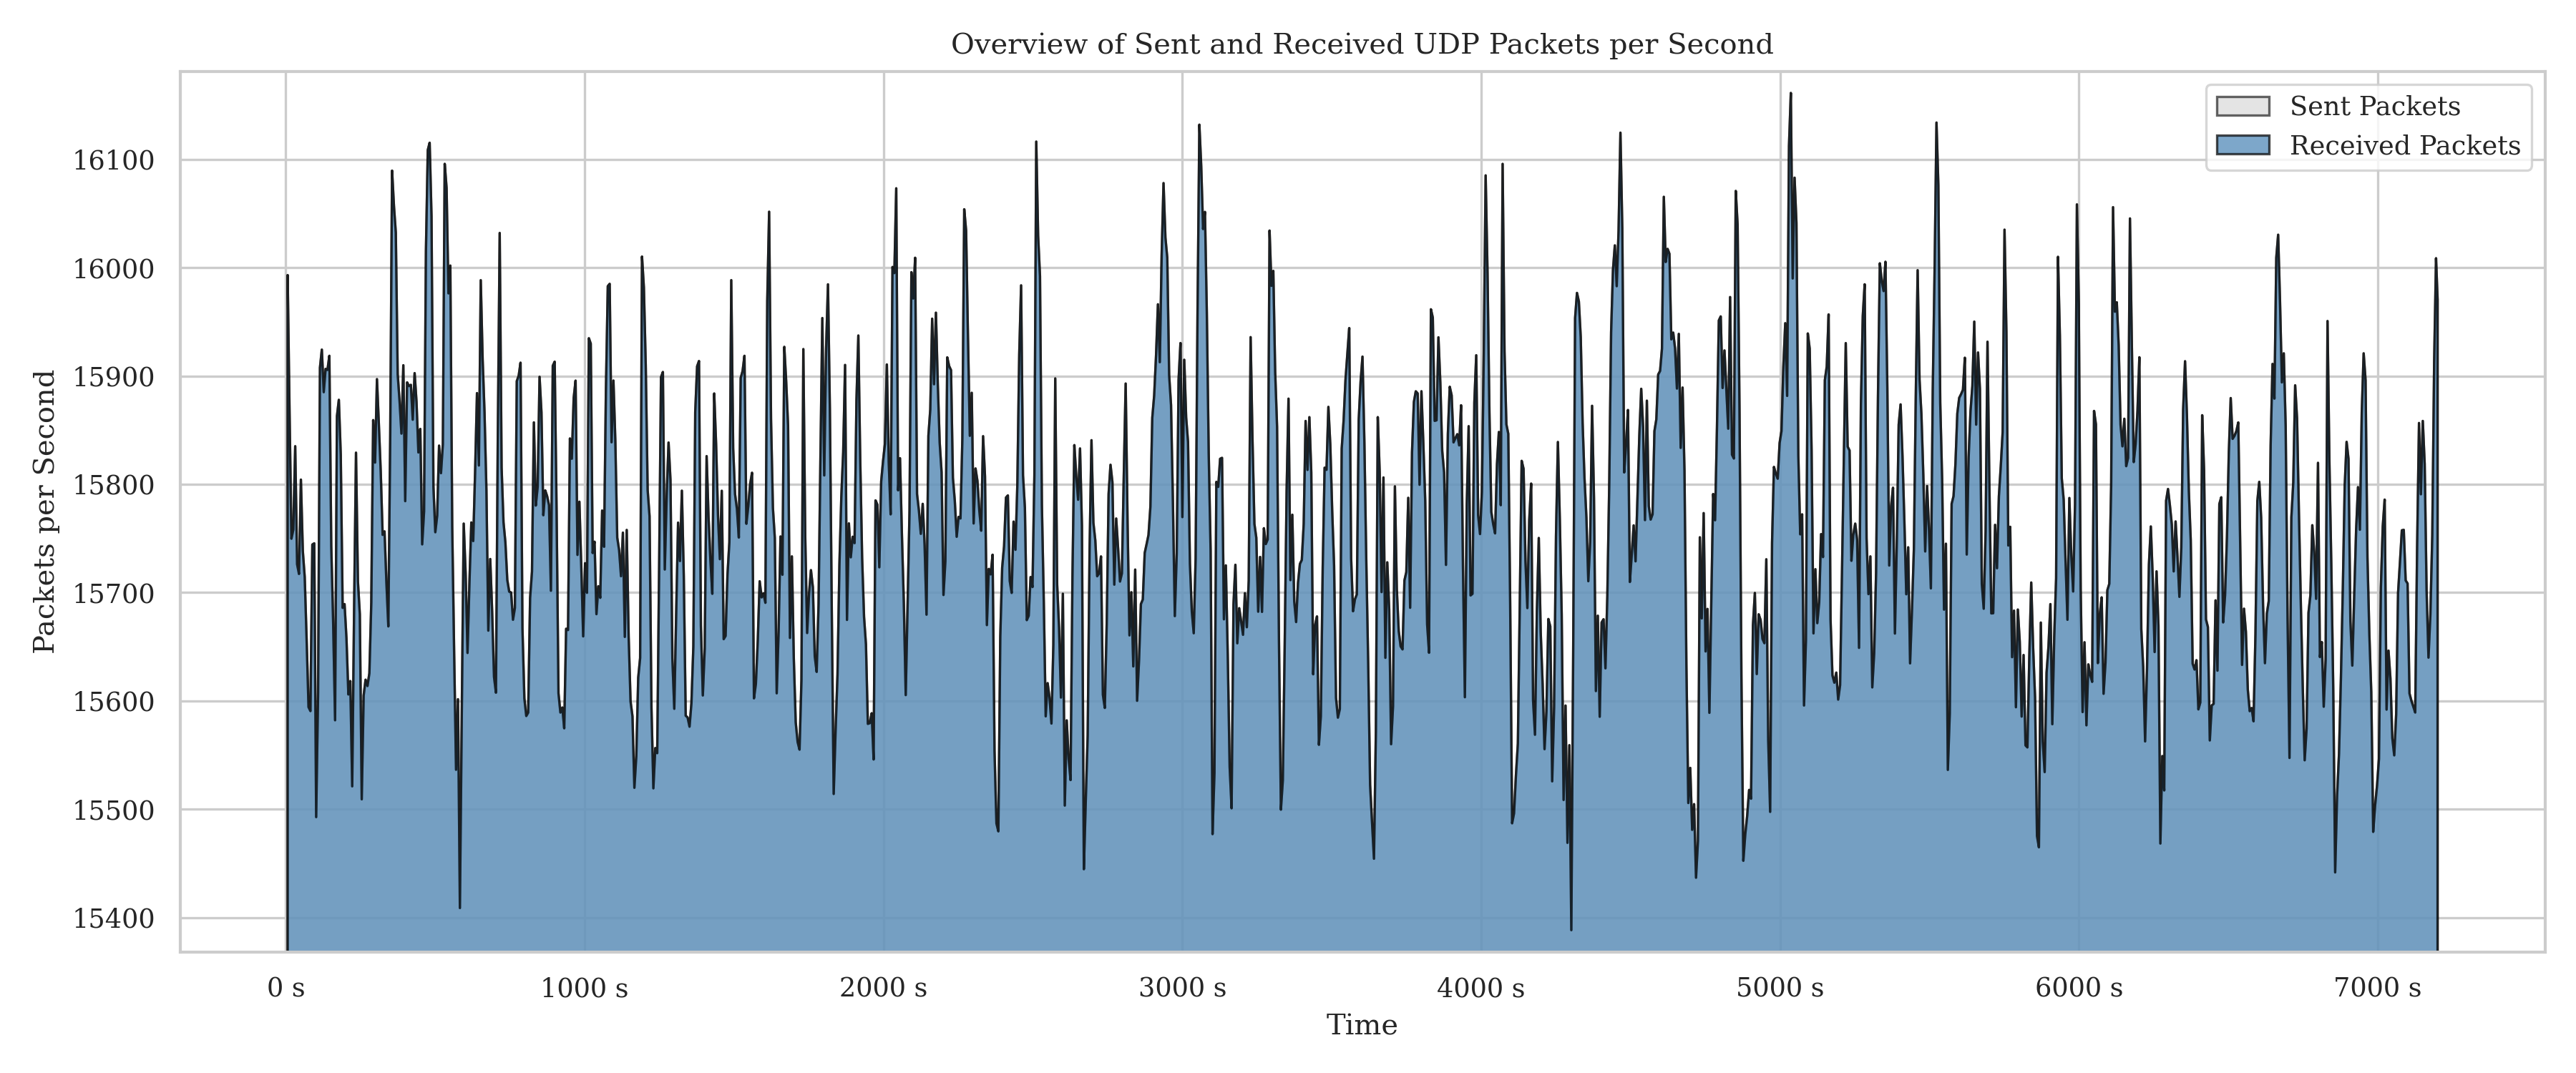 Overview of Sent and Received UDP Packets per Second
Sent Packets
Received Packets
Packets per Second
16100
16000
15900
15800
15700
15600
15500
15400
0 s
1000 s
2000 s
3000 s
4000 s
5000 s
6000 s
7000 s
Time